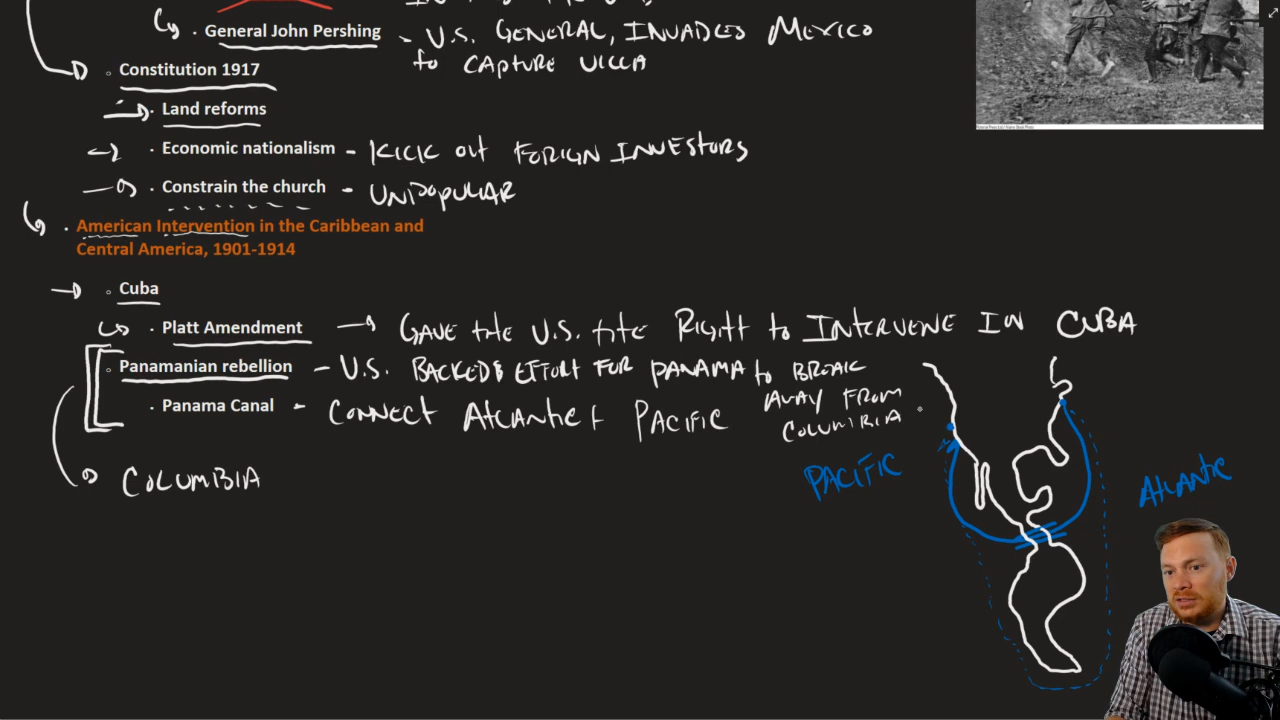 General John Pershing - U.S. GENERAL, INVADED MEXICO
to CAPTURE VILLA
Constitution 1917
Land reforms
Economic nationalism - KICK OUT FORIGN INVESTORS
Constrain the church - UNPOPULAR
American Intervention in the Caribbean and
Central America, 1901-1914
Cuba
Platt Amendment → GAVE the U.S. the RIGHT to INTERVENE IN CUBA
Panamanian rebellion - U.S. BACKED EFFORT FOR PANAMA to BREAK
AWAY FROM
COLUMBIA
Panama Canal - CONNECT ATLANTIC + PACIFIC
PACIFIC
ATLANTIC
COLUMBIA